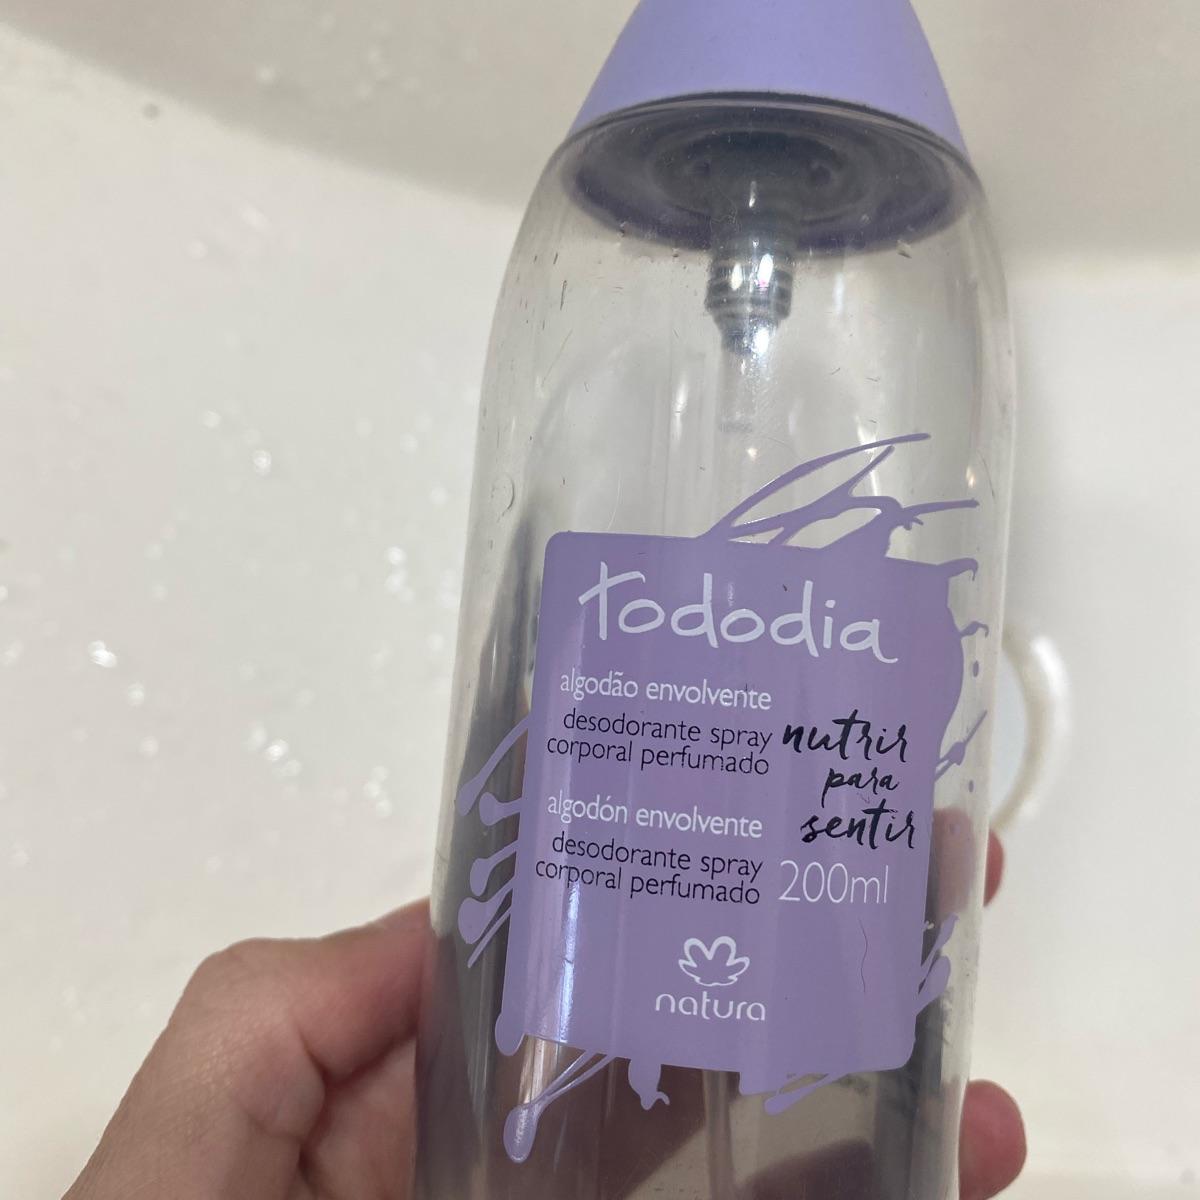 tododia
algodão envolvente
desodorante spray
corporal perfumado
nutrir
para
sentir
algodón envolvente
desodorante spray
corporal perfumado
200ml
natura